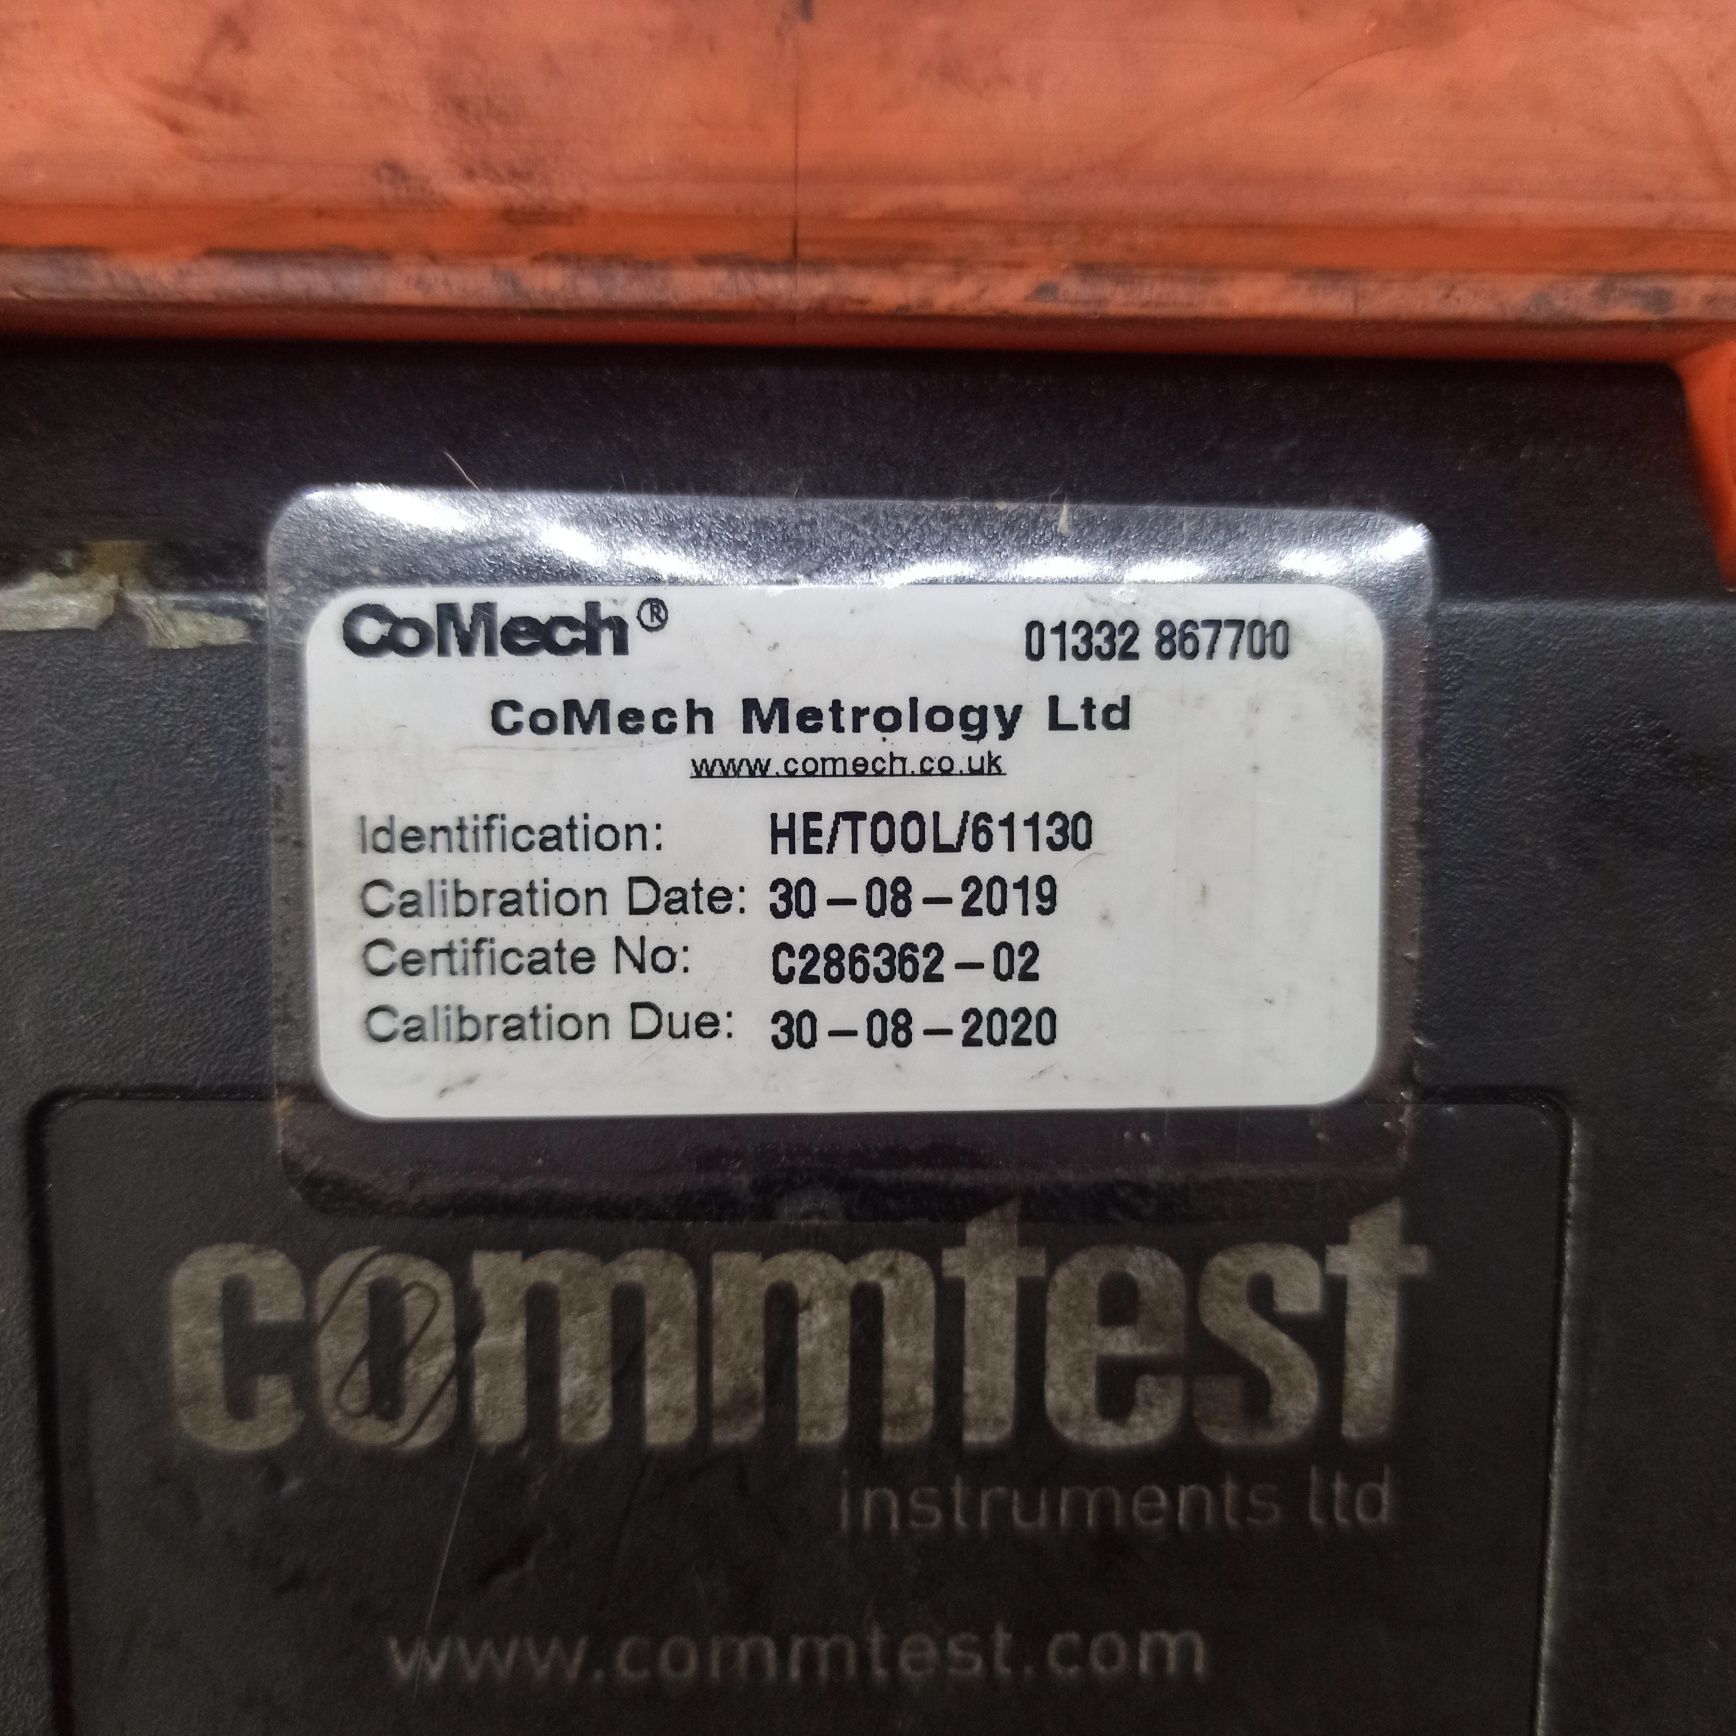 CoMech® 01332 867700
CoMech Metrology Ltd
www.comech.co.uk
Identification: HE/TOOL/61130
Calibration Date: 30-08-2019
Certificate No: C286362-02
Calibration Due: 30-08-2020
commtest
instruments ltd
www.commtest.com